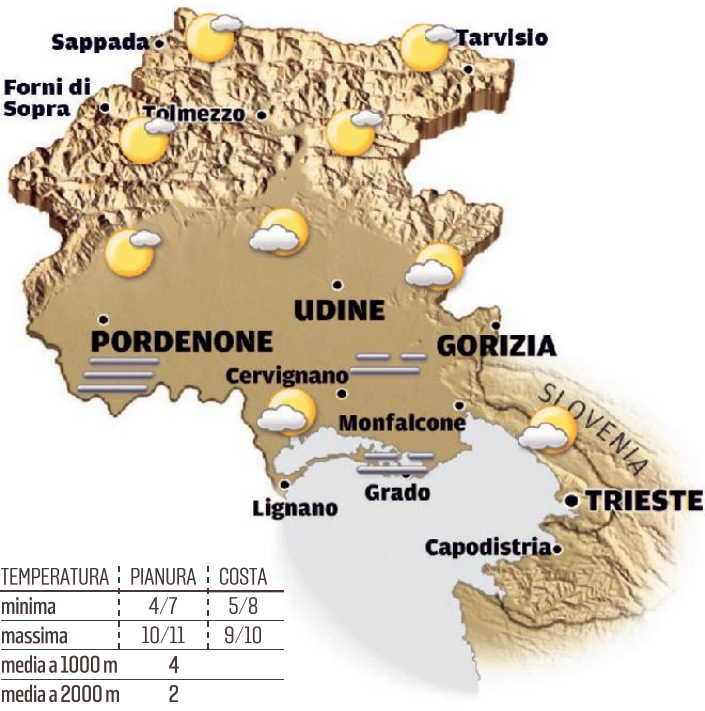 Sappada
Tarvisio
Forni di
Sopra
Tolmezzo
UDINE
PORDENONE
GORIZIA
Cervignano
SLOVENIA
Monfalcone
Lignano
Grado
TRIESTE
Capodistria
TEMPERATURA PIANURA COSTA
minima 4/7 5/8
massima 10/11 9/10
media a 1000 m 4
media a 2000 m 2